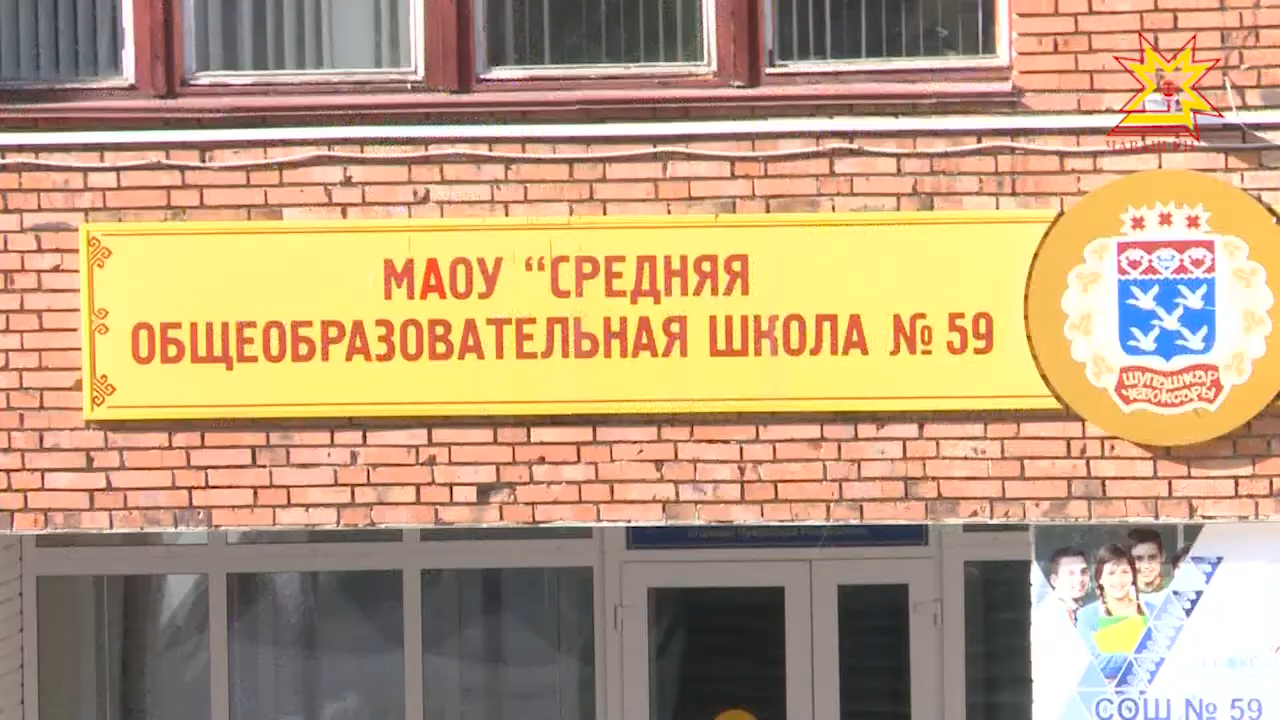 МАОУ “СРЕДНЯЯ
ОБЩЕОБРАЗОВАТЕЛЬНАЯ ШКОЛА № 59
ШУПАШКАР
ЧЕБОКСАРЫ
СОШ № 59